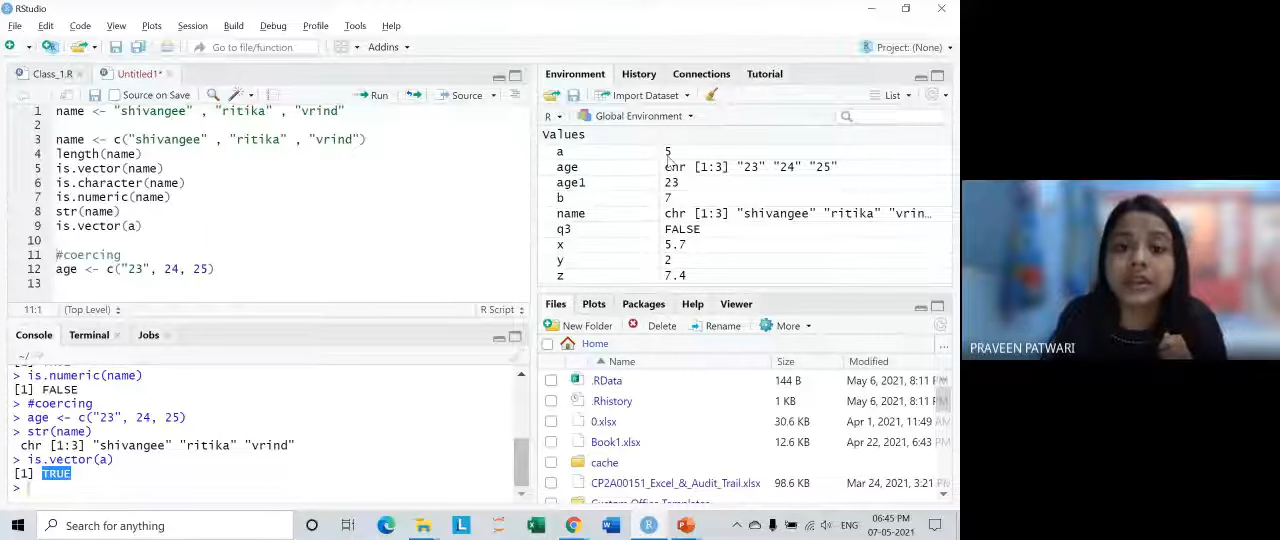 RStudio
File Edit Code View Plots Session Build Debug Profile Tools Help
Go to file/function Addins Project: (None)
Class_1.R Untitled1*
Source on Save Run Source
1 name <- "shivangee" , "ritika" , "vrind"
2
3 name <- c("shivangee" , "ritika" , "vrind")
4 length(name)
5 is.vector(name)
6 is.character(name)
7 is.numeric(name)
8 str(name)
9 is.vector(a)
10
11 #coercing
12 age <- c("23", 24, 25)
13
11:1 (Top Level) R Script
Console Terminal Jobs
~/
> is.numeric(name)
[1] FALSE
> #coercing
> age <- c("23", 24, 25)
> str(name)
chr [1:3] "shivangee" "ritika" "vrind"
> is.vector(a)
[1] TRUE
>
Environment History Connections Tutorial
Import Dataset List
R Global Environment
Values
a 5
age chr [1:3] "23" "24" "25"
age1 23
b 7
name chr [1:3] "shivangee" "ritika" "vrin…
q3 FALSE
x 5.7
y 2
z 7.4
Files Plots Packages Help Viewer
New Folder Delete Rename More
Home
Name Size Modified
.RData 144 B May 6, 2021, 8:11 P
.Rhistory 1 KB May 6, 2021, 8:11 P
0.xlsx 30.6 KB Apr 1, 2021, 11:49
Book1.xlsx 12.6 KB Apr 22, 2021, 6:43
cache
CP2A00151_Excel_&_Audit_Trail.xlsx 98.6 KB Mar 24, 2021, 3:21
Custom Office Templates
PRAVEEN PATWARI
Search for anything
ENG
06:45 PM
07-05-2021